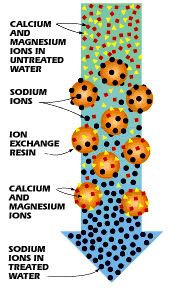 CALCIUM
AND
MAGNESIUM
IONS IN
UNTREATED
WATER
SODIUM
IONS
ION
EXCHANGE
RESIN
CALCIUM
AND
MAGNESIUM
IONS
SODIUM
IONS IN
TREATED
WATER